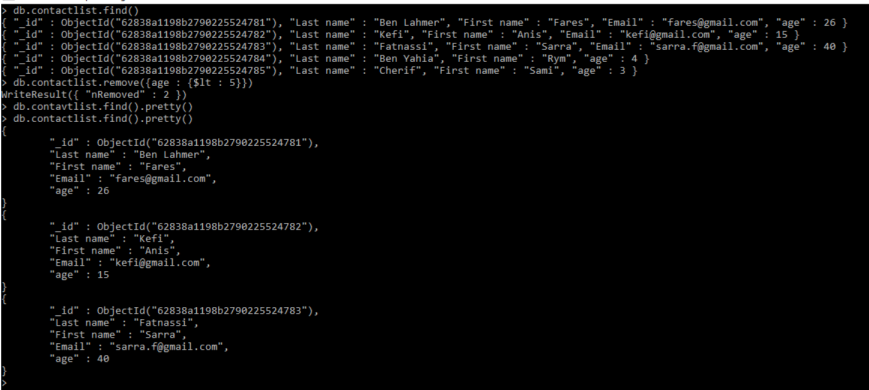 > db.contactlist.find()
{ "_id" : ObjectId("62838a1198b2790225524781"), "Last name" : "Ben Lahmer", "First name" : "Fares", "Email" : "fares@gmail.com", "age" : 26 }
{ "_id" : ObjectId("62838a1198b2790225524782"), "Last name" : "Kefi", "First name" : "Anis", "Email" : "kefi@gmail.com", "age" : 15 }
{ "_id" : ObjectId("62838a1198b2790225524783"), "Last name" : "Fatnassi", "First name" : "Sarra", "Email" : "sarra.f@gmail.com", "age" : 40 }
{ "_id" : ObjectId("62838a1198b2790225524784"), "Last name" : "Ben Yahia", "First name" : "Rym", "age" : 4 }
{ "_id" : ObjectId("62838a1198b2790225524785"), "Last name" : "Cherif", "First name" : "Sami", "age" : 3 }
> db.contactlist.remove({age : {$lt : 5}})
WriteResult({ "nRemoved" : 2 })
> db.contavtlist.find().pretty()
> db.contactlist.find().pretty()
{
"_id" : ObjectId("62838a1198b2790225524781"),
"Last name" : "Ben Lahmer",
"First name" : "Fares",
"Email" : "fares@gmail.com",
"age" : 26
}
{
"_id" : ObjectId("62838a1198b2790225524782"),
"Last name" : "Kefi",
"First name" : "Anis",
"Email" : "kefi@gmail.com",
"age" : 15
}
{
"_id" : ObjectId("62838a1198b2790225524783"),
"Last name" : "Fatnassi",
"First name" : "Sarra",
"Email" : "sarra.f@gmail.com",
"age" : 40
}
>